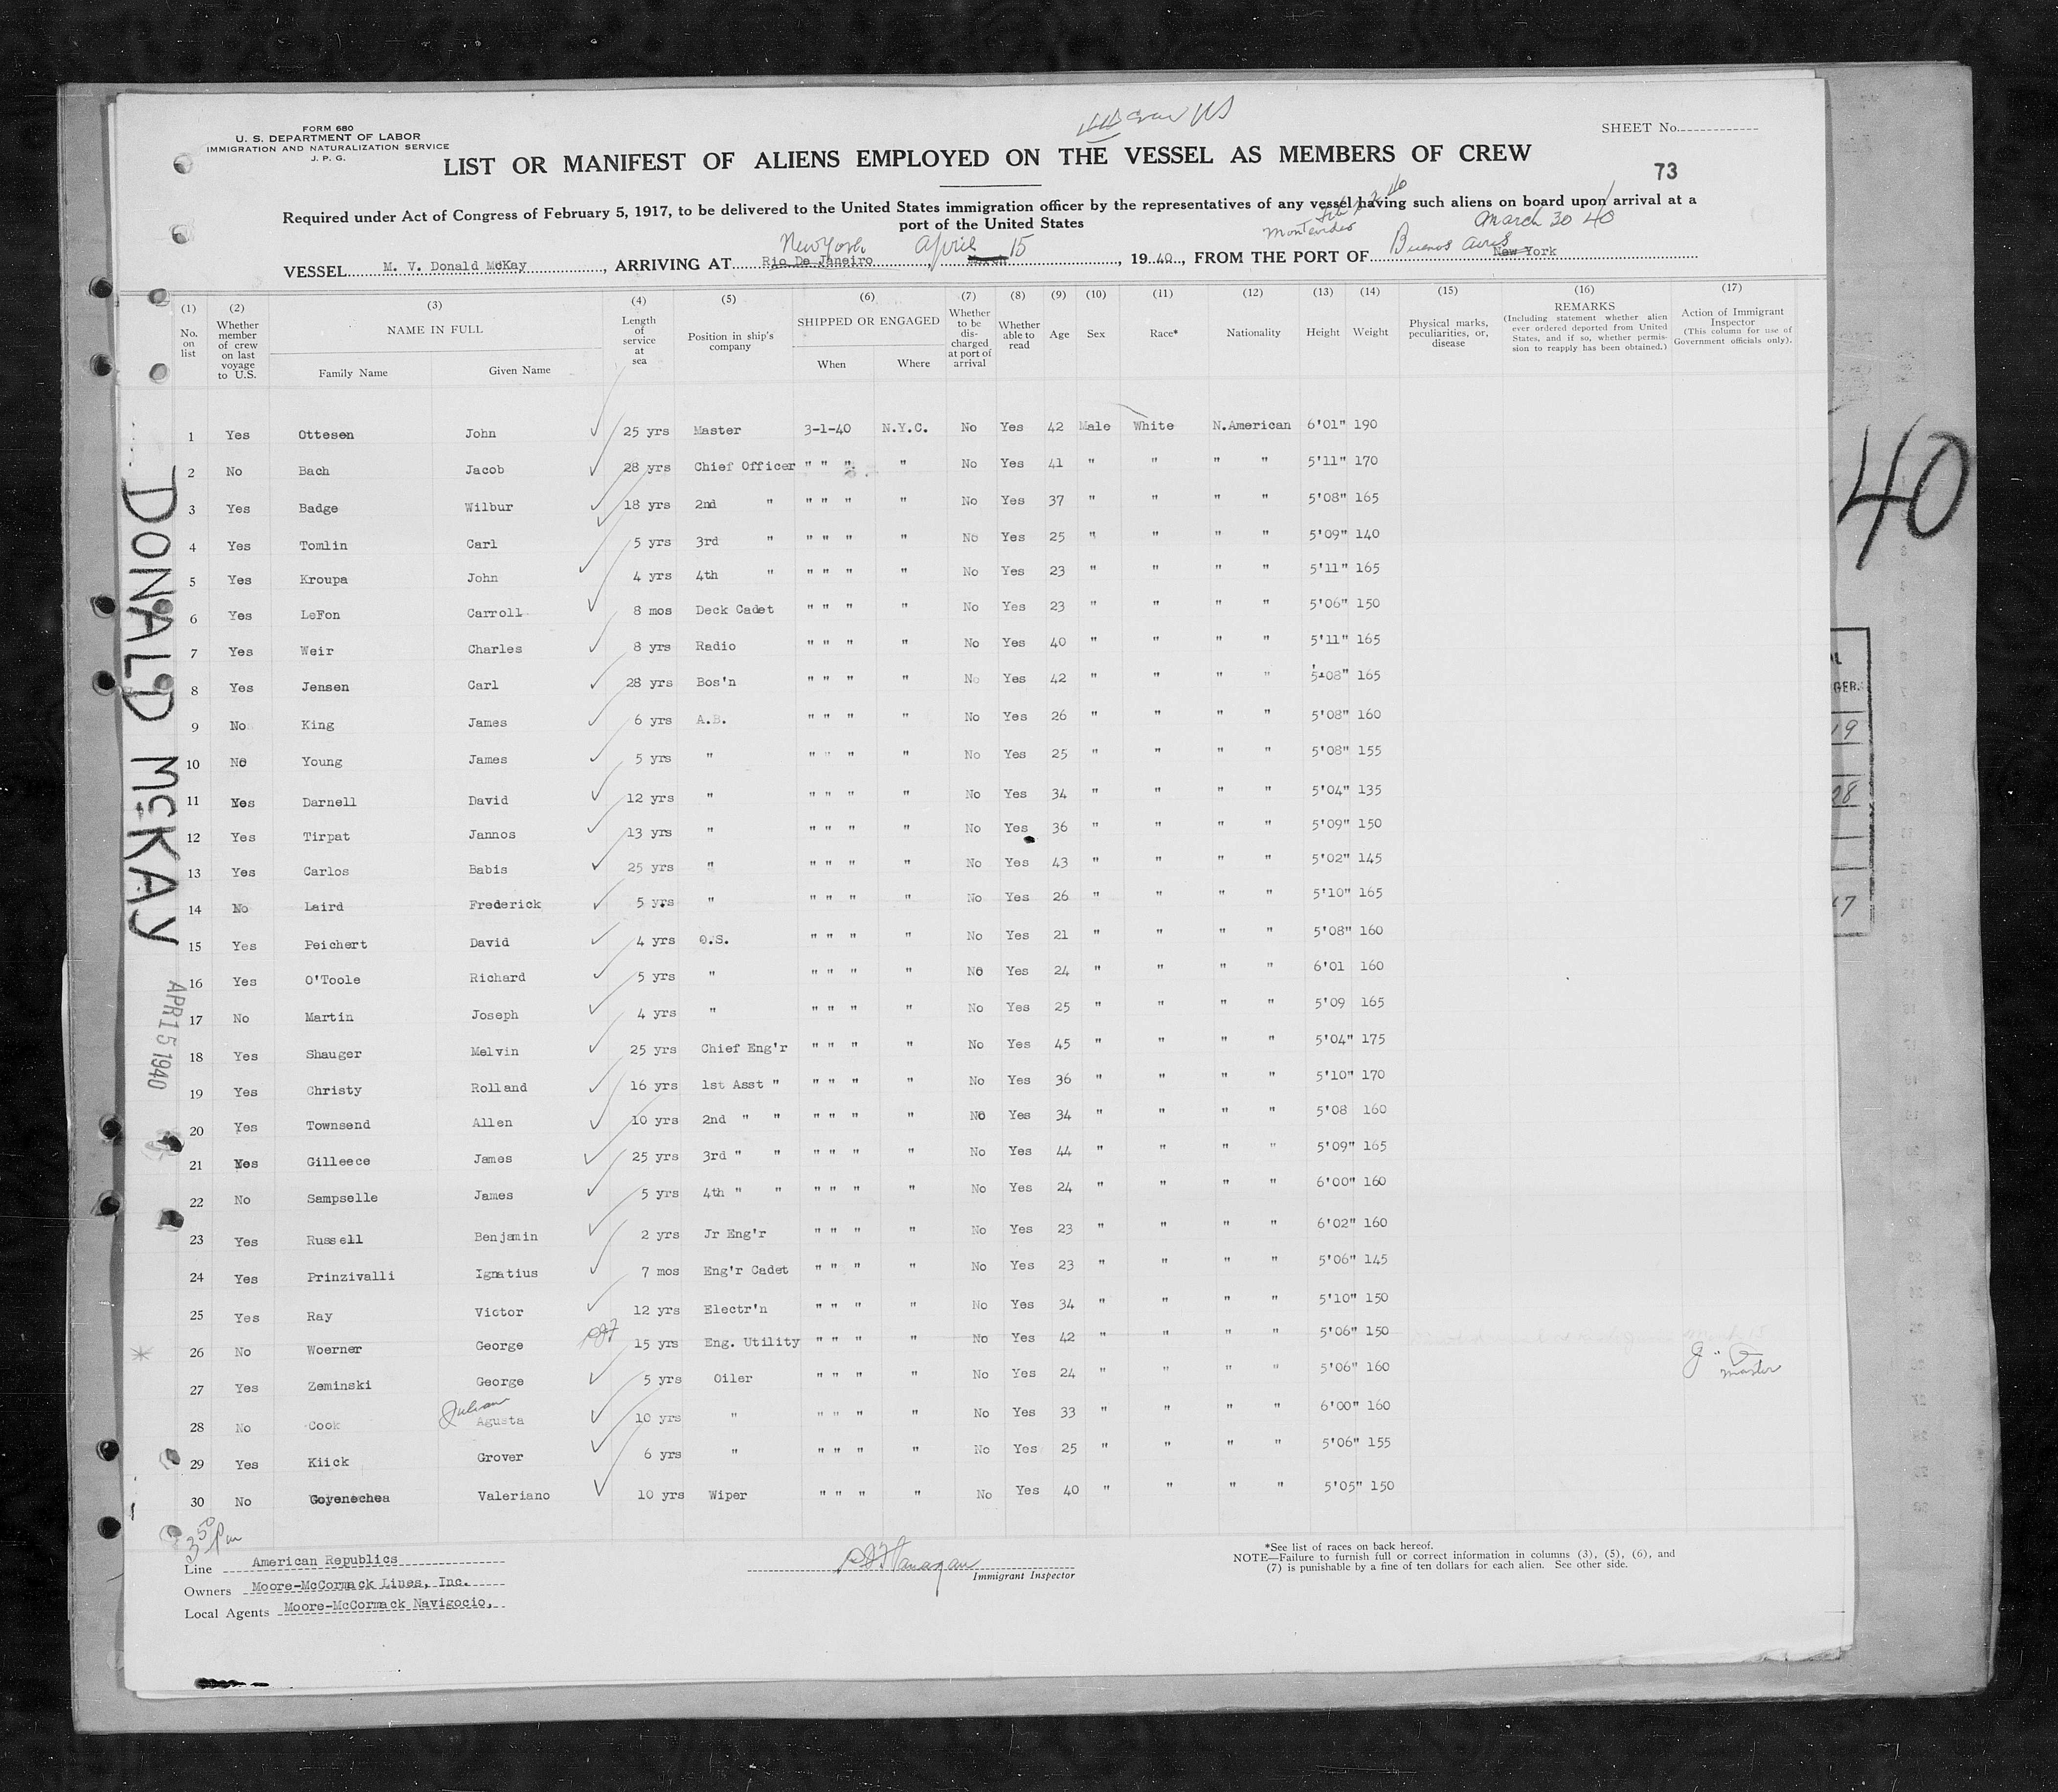 FORM 680
U. S. DEPARTMENT OF LABOR
IMMIGRATION AND NATURALIZATION SERVICE
J. P. G.
SHEET No.
LIST OR MANIFEST OF ALIENS EMPLOYED ON THE VESSEL AS MEMBERS OF CREW
73
Required under Act of Congress of February 5, 1917, to be delivered to the United States immigration officer by the representatives of any vessel having such aliens on board upon arrival at a
port of the United States
Montevideo March 30 40
New York April 15 Buenos Aires
VESSEL M. V. Donald McKay, ARRIVING AT Rio De Janeiro, 19 40, FROM THE PORT OF New York
(1) (2) (3) (4) (5) (6) (7) (8) (9) (10) (11) (12) (13) (14) (15) (16) (17)
No. on list
Whether member of crew on last voyage to U.S.
NAME IN FULL
Family Name Given Name
Length of service at sea
Position in ship's company
SHIPPED OR ENGAGED
When Where
Whether to be discharged at port of arrival
Whether able to read
Age
Sex
Race*
Nationality
Height
Weight
Physical marks, peculiarities, or, disease
REMARKS
(Including statement whether alien ever ordered deported from United States, and if so, whether permission to reapply has been obtained.)
Action of Immigrant Inspector
(This column for use of Government officials only).
1 Yes Ottesen John 25 yrs Master 3-1-40 N.Y.C. No Yes 42 Male White N.American 6'01" 190
2 No Bach Jacob 28 yrs Chief Officer " " " " No Yes 41 " " " " 5'11" 170
3 Yes Badge Wilbur 18 yrs 2nd " " " " " No Yes 37 " " " " 5'08" 165
4 Yes Tomlin Carl 5 yrs 3rd " " " " " No Yes 25 " " " " 5'09" 140
5 Yes Kroupa John 4 yrs 4th " " " " " No Yes 23 " " " " 5'11" 165
6 Yes LeFon Carroll 8 mos Deck Cadet " " " " No Yes 23 " " " " 5'06" 150
7 Yes Weir Charles 8 yrs Radio " " " " No Yes 40 " " " " 5'11" 165
8 Yes Jensen Carl 28 yrs Bos'n " " " " No Yes 42 " " " " 5'08" 165
9 No King James 6 yrs A.B. " " " " No Yes 26 " " " " 5'08" 160
10 No Young James 5 yrs " " " " " No Yes 25 " " " " 5'08" 155
11 Yes Darnell David 12 yrs " " " " " No Yes 34 " " " " 5'04" 135
12 Yes Tirpat Jannos 13 yrs " " " " " No Yes 36 " " " " 5'09" 150
13 Yes Carlos Babis 25 yrs " " " " " No Yes 43 " " " " 5'02" 145
14 No Laird Frederick 5 yrs " " " " " No Yes 26 " " " " 5'10" 165
15 Yes Peichert David 4 yrs O.S. " " " " No Yes 21 " " " " 5'08" 160
16 Yes O'Toole Richard 5 yrs " " " " " No Yes 24 " " " " 6'01 160
17 No Martin Joseph 4 yrs " " " " " No Yes 25 " " " " 5'09 165
18 Yes Shauger Melvin 25 yrs Chief Eng'r " " " " No Yes 45 " " " " 5'04" 175
19 Yes Christy Rolland 16 yrs 1st Asst " " " " " No Yes 36 " " " " 5'10" 170
20 Yes Townsend Allen 10 yrs 2nd " " " " " " No Yes 34 " " " " 5'08 160
21 Yes Gilleece James 25 yrs 3rd " " " " " " No Yes 44 " " " " 5'09" 165
22 No Sampselle James 5 yrs 4th " " " " " " No Yes 24 " " " " 6'00" 160
23 Yes Russell Benjamin 2 yrs Jr Eng'r " " " " No Yes 23 " " " " 6'02" 160
24 Yes Prinzivalli Ignatius 7 mos Eng'r Cadet " " " " No Yes 23 " " " " 5'06" 145
25 Yes Ray Victor 12 yrs Electr'n " " " " No Yes 34 " " " " 5'10" 150
26 No Woerner George 15 yrs Eng. Utility " " " " No Yes 42 " " " " 5'06" 150
master
27 Yes Zeminski George 5 yrs Oiler " " " " No Yes 24 " " " " 5'06" 160
Julian
28 No Cook Agusta 10 yrs " " " " " No Yes 33 " " " " 6'00" 160
29 Yes Kiick Grover 6 yrs " " " " " No Yes 25 " " " " 5'06" 155
30 No Goyenechea Valeriano 10 yrs Wiper " " " " No Yes 40 " " " " 5'05" 150
3 50 Pm
Line American Republics
Owners Moore-McCormack Lines, Inc.
Local Agents Moore-McCormack Navigocio,
Immigrant Inspector
*See list of races on back hereof.
NOTE—Failure to furnish full or correct information in columns (3), (5), (6), and
(7) is punishable by a fine of ten dollars for each alien. See other side.
DONALD McKAY
APR 15 1940
40